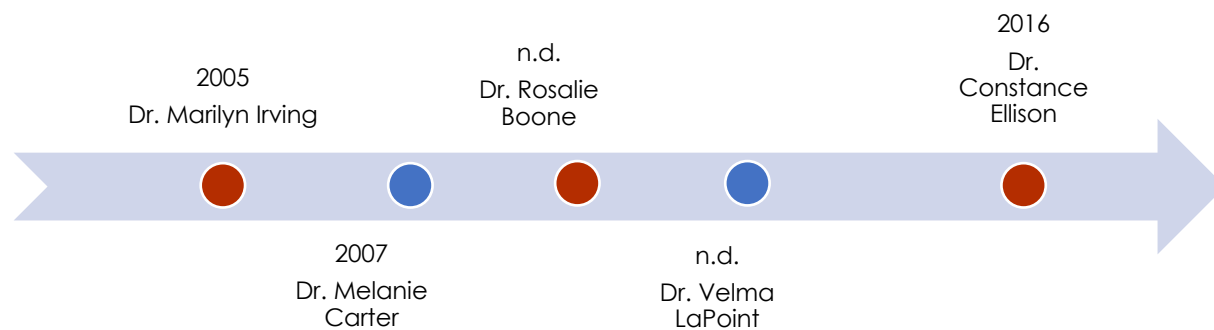 2005
Dr. Marilyn Irving
2007
Dr. Melanie
Carter
n.d.
Dr. Rosalie
Boone
n.d.
Dr. Velma
LaPoint
2016
Dr.
Constance
Ellison